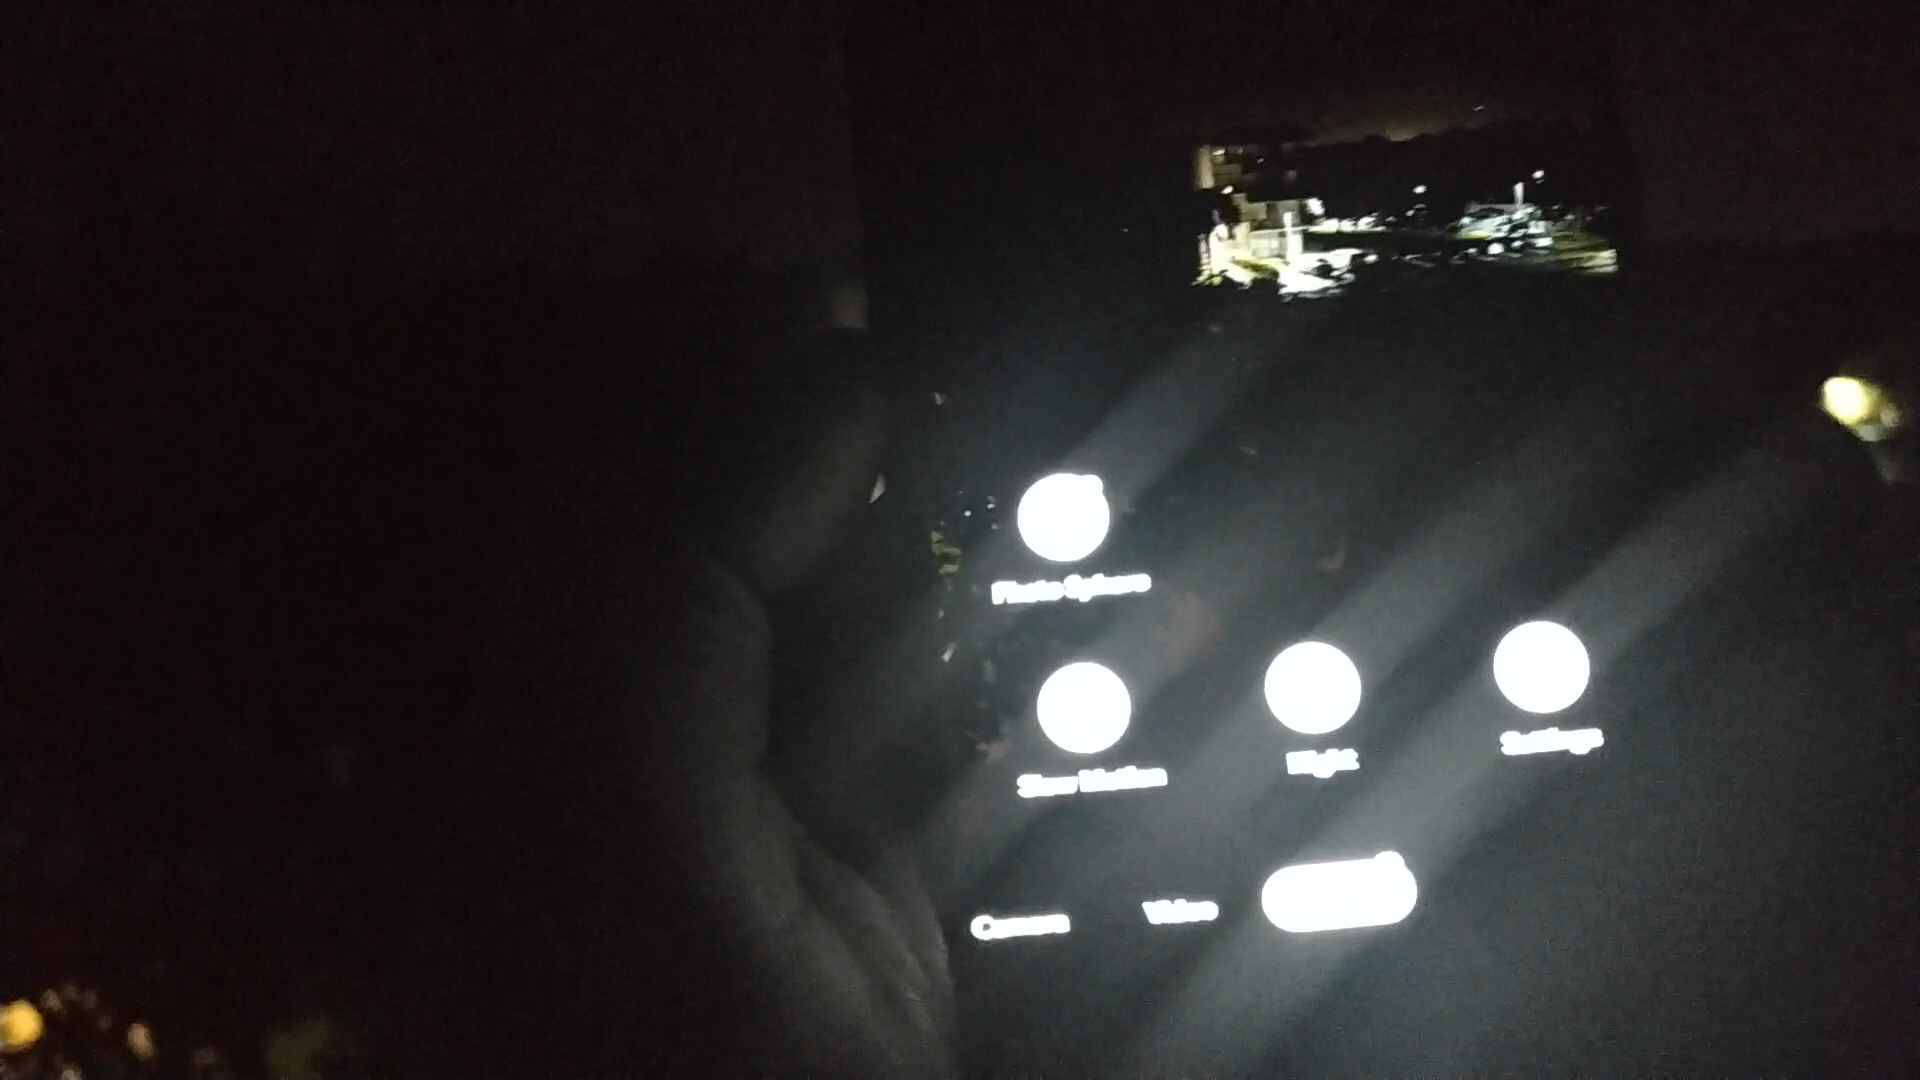 Photo Sphere
Slow Motion
Night
Settings
Camera
Video